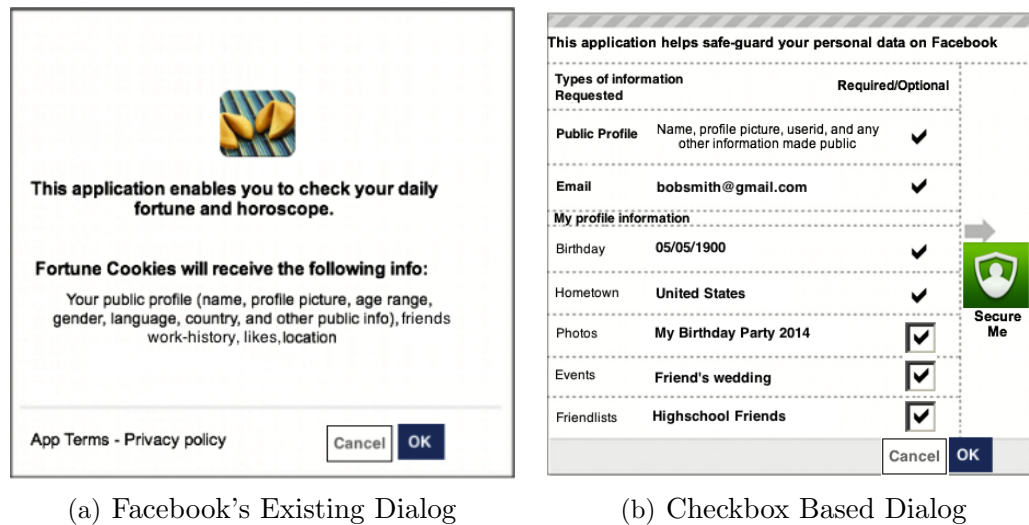 This application enables you to check your daily
fortune and horoscope.
Fortune Cookies will receive the following info:
Your public profile (name, profile picture, age range,
gender, language, country, and other public info), friends
work-history, likes, location
App Terms - Privacy policy
Cancel
OK
(a) Facebook's Existing Dialog
This application helps safe-guard your personal data on Facebook
Types of information
Requested
Required/Optional
Public Profile
Name, profile picture, userid, and any
other information made public
Email
bobsmith@gmail.com
My profile information
Birthday
05/05/1900
Hometown
United States
Photos
My Birthday Party 2014
Events
Friend's wedding
Friendlists
Highschool Friends
Secure
Me
Cancel
OK
(b) Checkbox Based Dialog